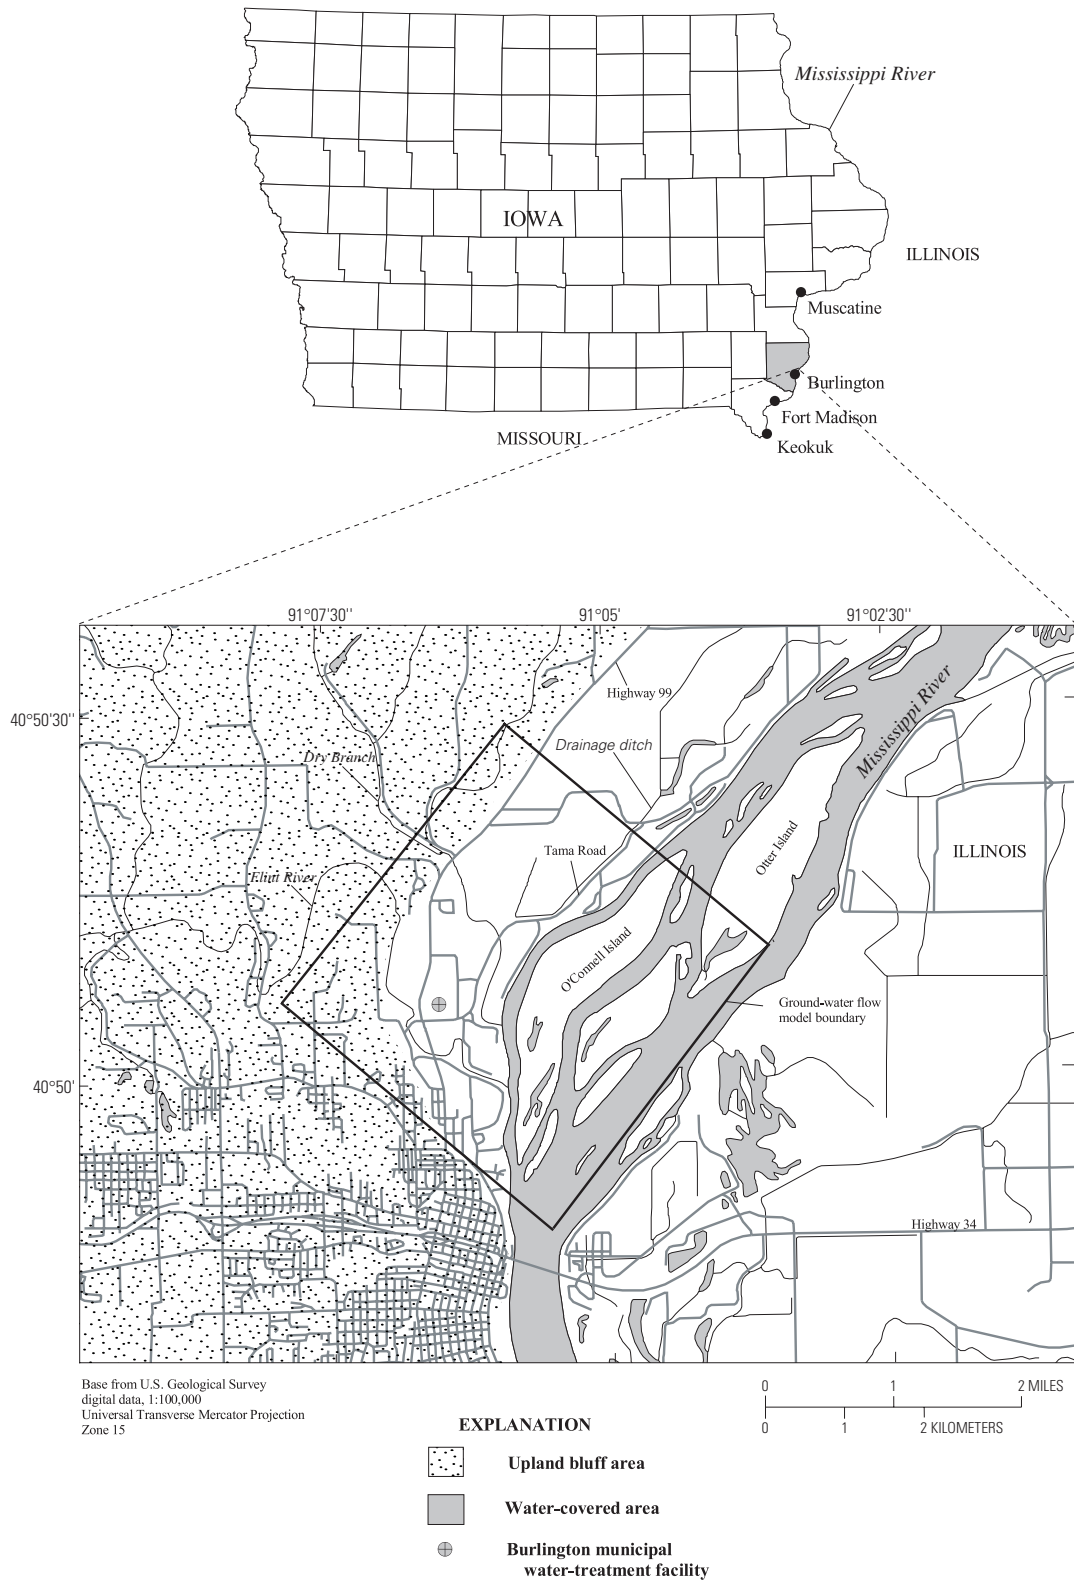 Mississippi River
IOWA
ILLINOIS
Muscatine
Burlington
Fort Madison
MISSOURI
Keokuk
91°07'30''
91°05'
91°02'30''
Highway 99
40°50'30''
Mississippi River
Drainage ditch
Dry Branch
Tama Road
Otter Island
ILLINOIS
Flint River
O'Connell Island
Ground-water flow
model boundary
40°50'
Highway 34
Base from U.S. Geological Survey
digital data, 1:100,000
Universal Transverse Mercator Projection
Zone 15
0 1 2 MILES
0 1 2 KILOMETERS
EXPLANATION
Upland bluff area
Water-covered area
Burlington municipal
water-treatment facility